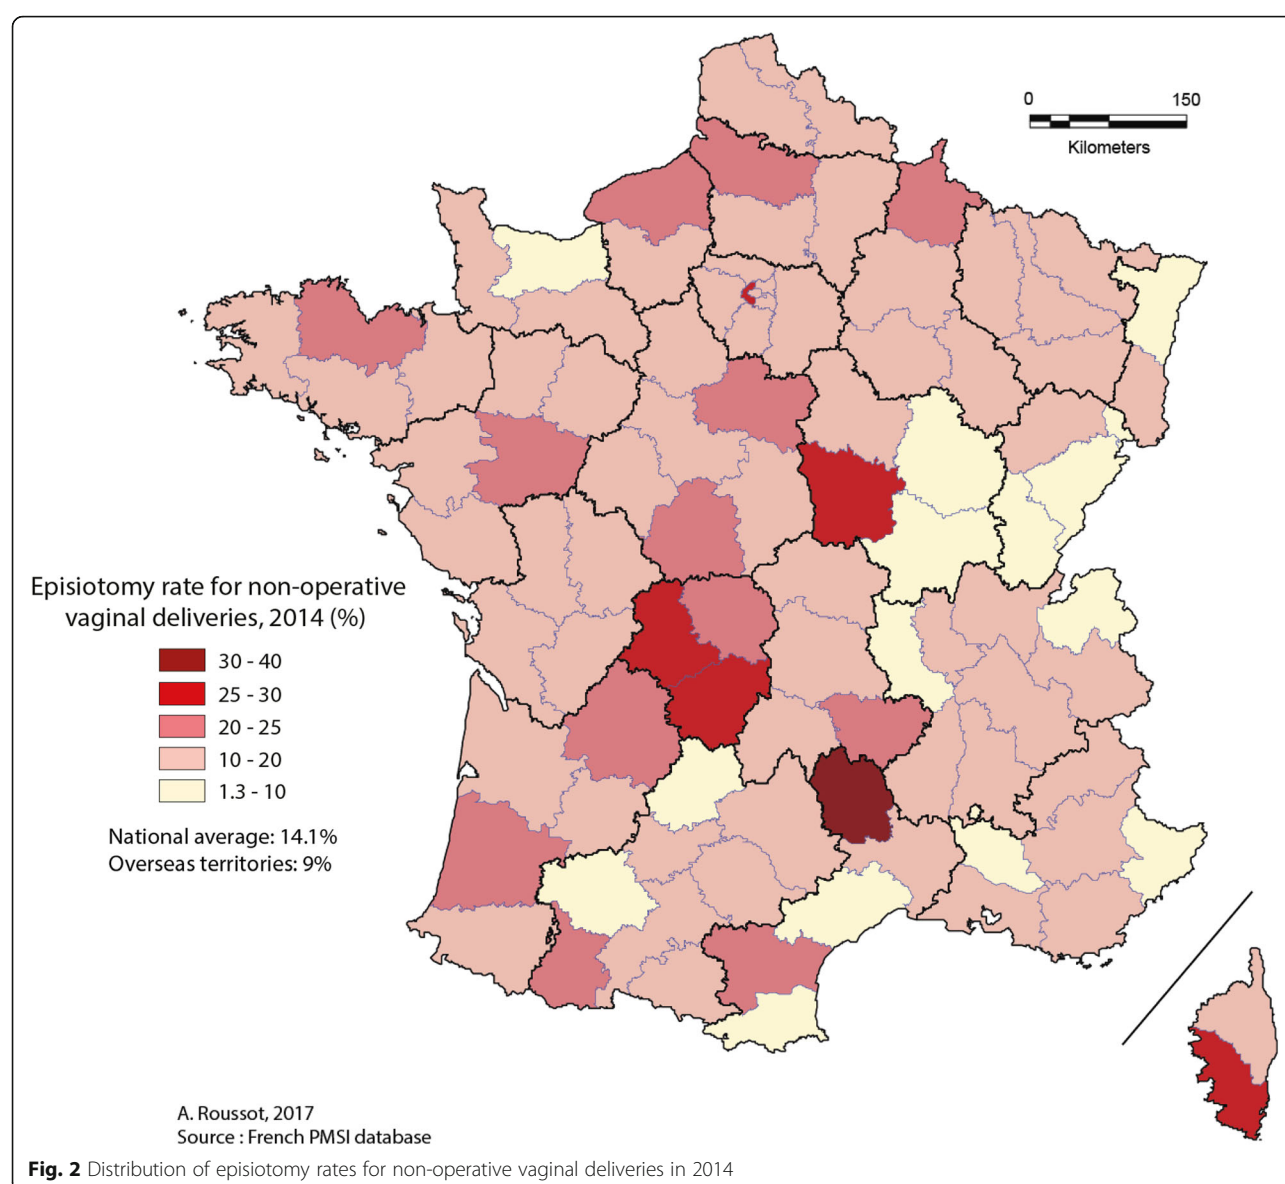 0 150
Kilometers
Episiotomy rate for non-operative
vaginal deliveries, 2014 (%)
30 - 40
25 - 30
20 - 25
10 - 20
1.3 - 10
National average: 14.1%
Overseas territories: 9%
A. Roussot, 2017
Source : French PMSI database
Fig. 2 Distribution of episiotomy rates for non-operative vaginal deliveries in 2014